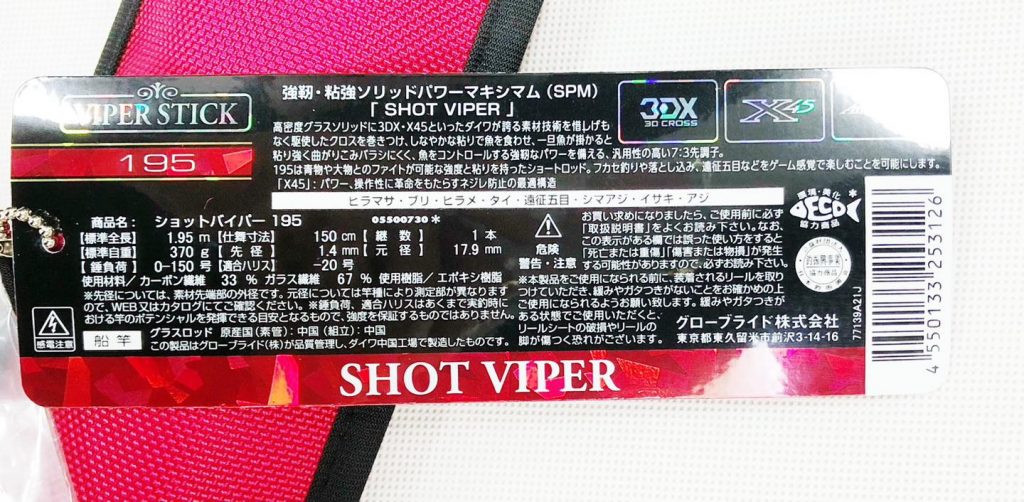 VIPER STICK
195
強靭・粘強ソリッドパワーマキシマム（SPM）
「 SHOT VIPER 」
3DX
3D CROSS
X45
高密度グラスソリッドに3DX・X45といったダイワが誇る素材技術を惜しげも
なく駆使したクロスを巻きつけ、しなやかな粘りで魚を食わせ、一旦魚が掛かると
粘り強く曲がりこみバラシにくく、魚をコントロールする強靭なパワーを備える、汎用性の高い7:3先調子。
195は青物や大物とのファイトが可能な強度と粘りを持ったショートロッド。フカセ釣りや落とし込み、遠征五目などをゲーム感覚で楽しむことを可能にします。
「X45」：パワー、操作性に革命をもたらすネジレ防止の最適構造
ヒラマサ・ブリ・ヒラメ・タイ・遠征五目・シマアジ・イサキ・アジ
商品名：ショットバイパー 195 05500730＊
【標準全長】 1.95 m 【仕舞寸法】 150 cm 【継数】 1本
【標準自重】 370 g 【先径】 1.4 mm 【元径】 17.9 mm
【錘負荷】 0–150 号 【適合ハリス】 –20 号
使用材料/ カーボン繊維 33 % ガラス繊維 67 % 使用樹脂/ エポキシ樹脂
※先径については、素材先端部の外径です。元径については竿種により測定部が異なります
ので、WEB又はカタログにてご確認ください。※錘負荷、適合ハリスはあくまで実釣時に
おける竿のポテンシャルを発揮できる目安となるもので、強度を保証するものではありません。
感電注意
船竿
グラスロッド 原産国（素管）：中国（組立）：中国
この製品はグローブライド（株）が品質管理し、ダイワ中国工場で製造したものです。
危険
警告・注意
お買い求めになりましたら、ご使用前に必ず
「取扱説明書」をよくお読み下さい。なお、
この表示がある欄では誤った使い方をすると
「死亡または重傷」「傷害または物損」が発生
する可能性がありますので、必ずお読み下さい。
※本製品をご使用になられる前に、装着されるリールを取り
つけていただき、緩みやガタつきがないことをお確かめの上
ご使用になられるようお願い致します。緩みやガタつきが
ある状態でご使用いただくと、
リールシートの破損やリールの
脚が傷つく恐れがございます。
グローブライド株式会社
東京都東久留米市前沢3-14-16
環境・美化
ECO
協力商品
77139A21J
4 550133 253126
SHOT VIPER